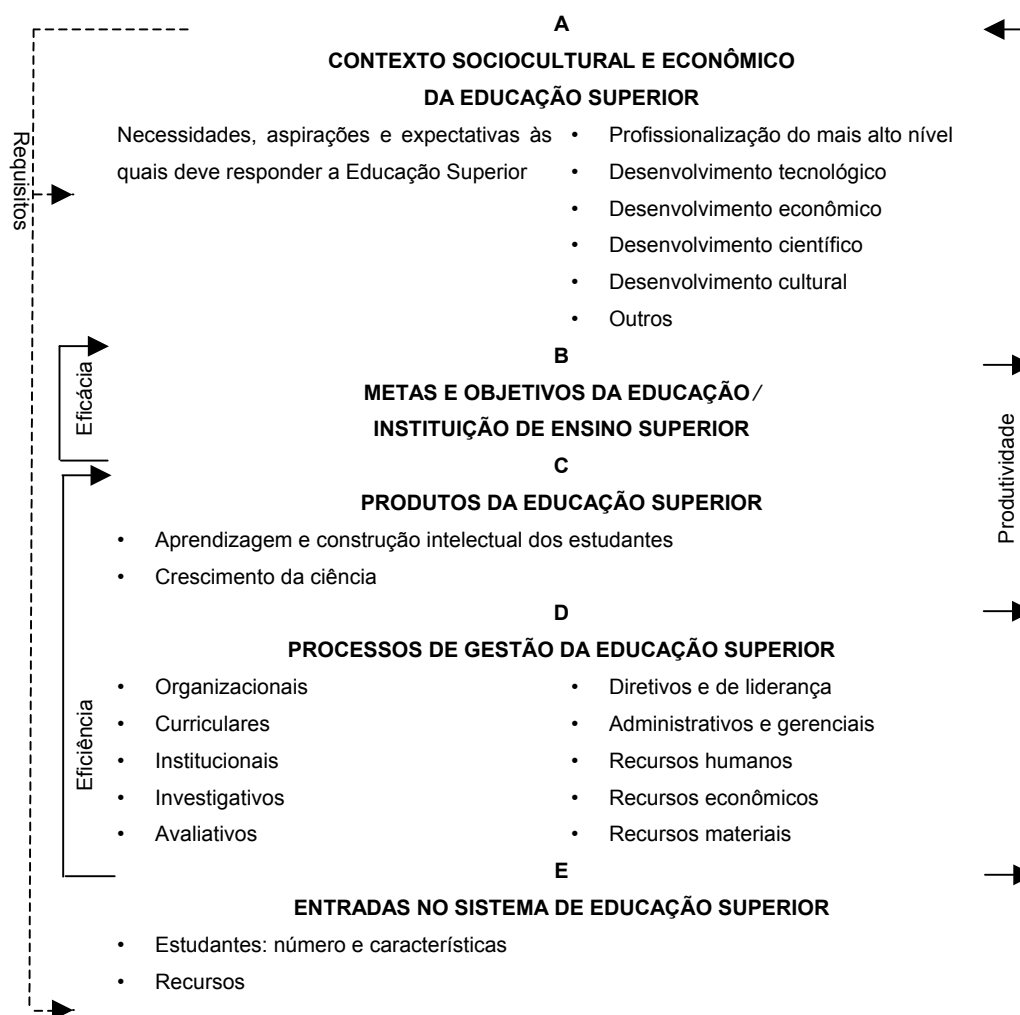 A
CONTEXTO SOCIOCULTURAL E ECONÔMICO
DA EDUCAÇÃO SUPERIOR
Requisitos
Necessidades, aspirações e expectativas às
quais deve responder a Educação Superior
• Profissionalização do mais alto nível
• Desenvolvimento tecnológico
• Desenvolvimento econômico
• Desenvolvimento científico
• Desenvolvimento cultural
• Outros
Eficácia
B
METAS E OBJETIVOS DA EDUCAÇÃO/
INSTITUIÇÃO DE ENSINO SUPERIOR
Produtividade
C
PRODUTOS DA EDUCAÇÃO SUPERIOR
• Aprendizagem e construção intelectual dos estudantes
• Crescimento da ciência
Eficiência
D
PROCESSOS DE GESTÃO DA EDUCAÇÃO SUPERIOR
• Organizacionais
• Curriculares
• Institucionais
• Investigativos
• Avaliativos
• Diretivos e de liderança
• Administrativos e gerenciais
• Recursos humanos
• Recursos econômicos
• Recursos materiais
E
ENTRADAS NO SISTEMA DE EDUCAÇÃO SUPERIOR
• Estudantes: número e características
• Recursos